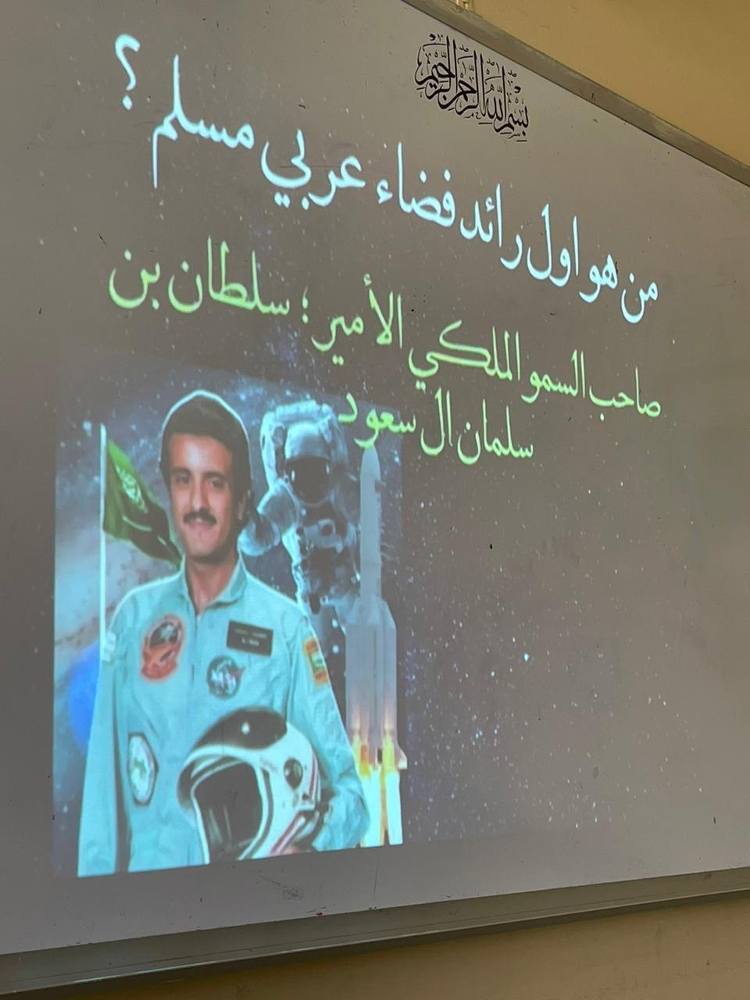 بسم الله الرحمن الرحيم
من هو اول رائد فضاء عربي مسلم ؟
صاحب السمو الملكي الأمير ؛ سلطان بن
سلمان ال سعود
NASA